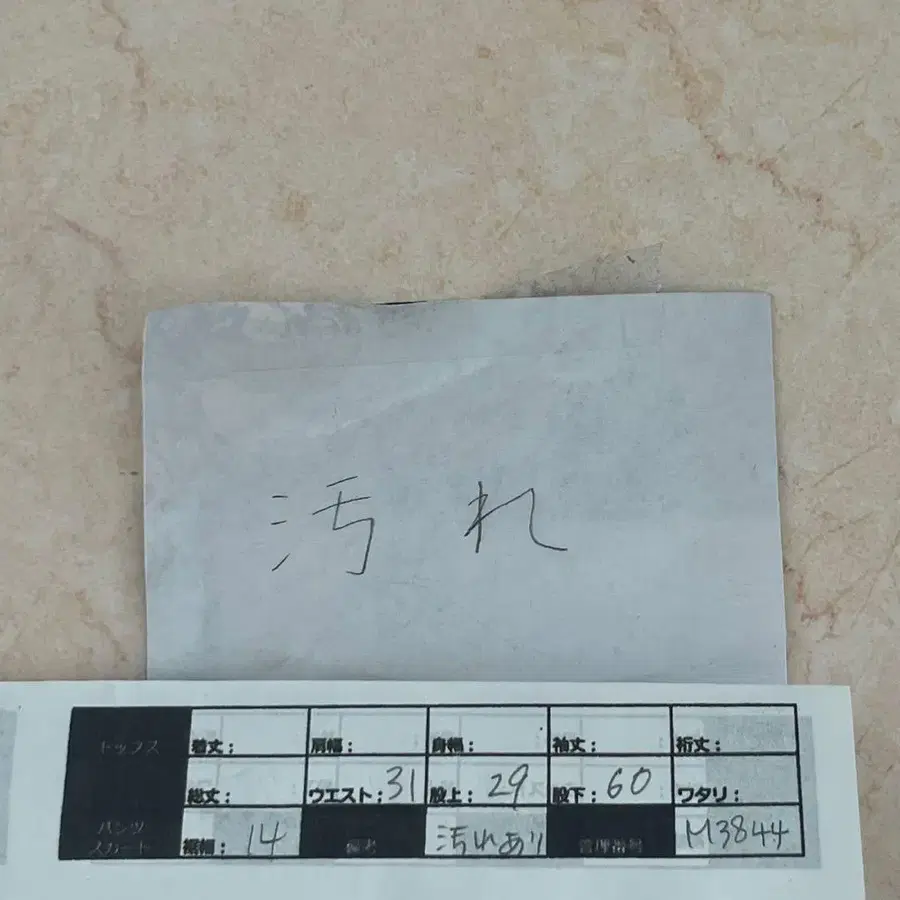 汚れ
トップス 着丈: 肩幅: 身幅: 袖丈: 裄丈:
総丈: ウエスト:31 股上:29 股下:60 ワタリ:
パンツ
スカート 裾幅:14 備考 汚れあり 管理番号 M3844